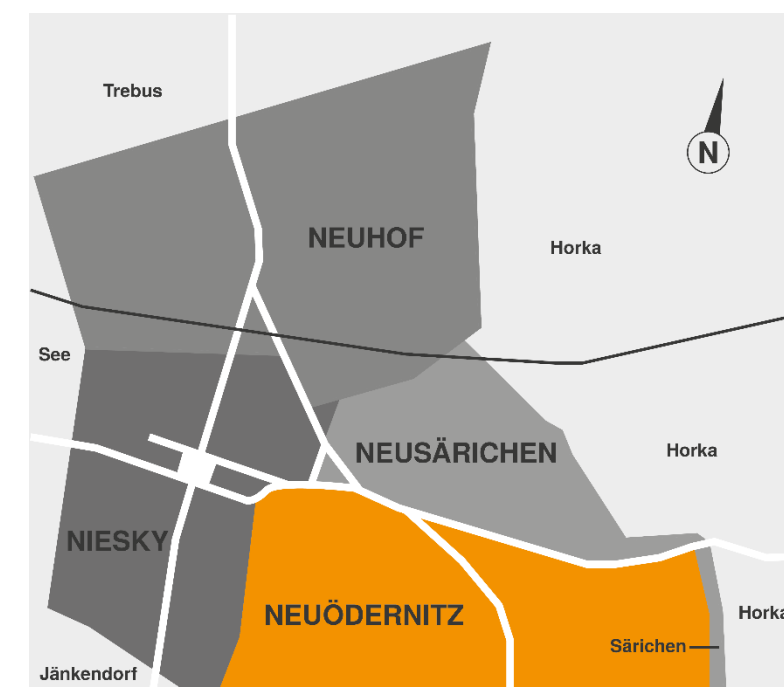 Trebus
N
NEUHOF
Horka
See
NEUSÄRICHEN
Horka
NIESKY
NEUÖDERNITZ
Horka
Särichen
Jänkendorf